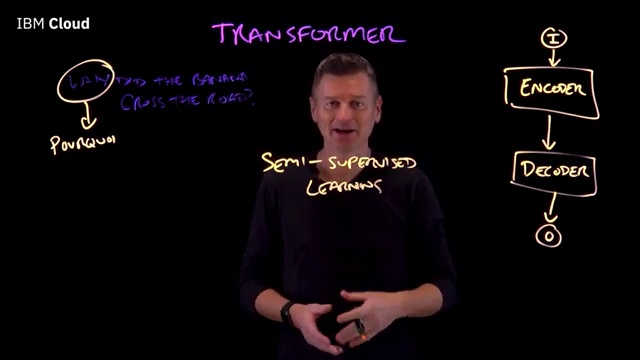 IBM Cloud
TRANSFORMER
WHY DID THE BANANA
CROSS THE ROAD?
POURQUOI
SEMI-SUPERVISED
LEARNING
I
ENCODER
DECODER
O